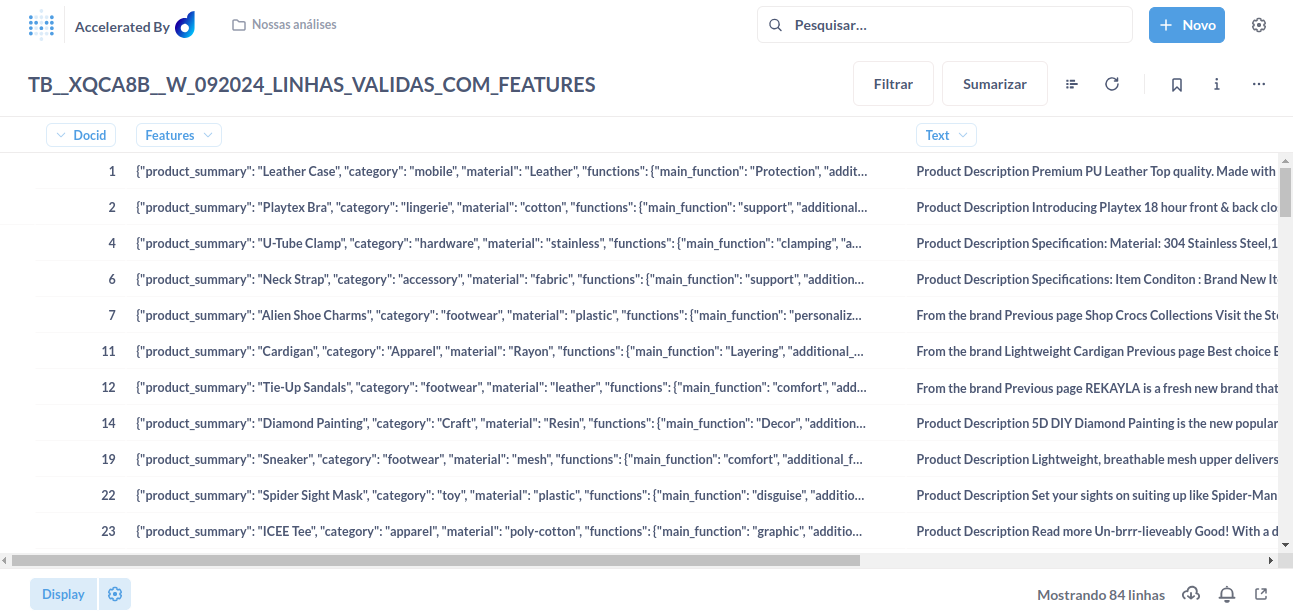 Accelerated By
Nossas análises
Pesquisar...
Novo
TB__XQCA8B__W_092024_LINHAS_VALIDAS_COM_FEATURES
Filtrar
Sumarizar
Docid Features Text
1 {"product_summary": "Leather Case", "category": "mobile", "material": "Leather", "functions": {"main_function": "Protection", "addit... Product Description Premium PU Leather Top quality. Made with
2 {"product_summary": "Playtex Bra", "category": "lingerie", "material": "cotton", "functions": {"main_function": "support", "additional... Product Description Introducing Playtex 18 hour front & back clo
4 {"product_summary": "U-Tube Clamp", "category": "hardware", "material": "stainless", "functions": {"main_function": "clamping", "a... Product Description Specification: Material: 304 Stainless Steel,1
6 {"product_summary": "Neck Strap", "category": "accessory", "material": "fabric", "functions": {"main_function": "support", "addition... Product Description Specifications: Item Conditon : Brand New It
7 {"product_summary": "Alien Shoe Charms", "category": "footwear", "material": "plastic", "functions": {"main_function": "personaliz... From the brand Previous page Shop Crocs Collections Visit the Sto
11 {"product_summary": "Cardigan", "category": "Apparel", "material": "Rayon", "functions": {"main_function": "Layering", "additional_... From the brand Lightweight Cardigan Previous page Best choice E
12 {"product_summary": "Tie-Up Sandals", "category": "footwear", "material": "leather", "functions": {"main_function": "comfort", "add... From the brand Previous page REKAYLA is a fresh new brand that
14 {"product_summary": "Diamond Painting", "category": "Craft", "material": "Resin", "functions": {"main_function": "Decor", "addition... Product Description 5D DIY Diamond Painting is the new popular
19 {"product_summary": "Sneaker", "category": "footwear", "material": "mesh", "functions": {"main_function": "comfort", "additional_f... Product Description Lightweight, breathable mesh upper delivers
22 {"product_summary": "Spider Sight Mask", "category": "toy", "material": "plastic", "functions": {"main_function": "disguise", "additio... Product Description Set your sights on suiting up like Spider-Man
23 {"product_summary": "ICEE Tee", "category": "apparel", "material": "poly-cotton", "functions": {"main_function": "graphic", "additio... Product Description Read more Un-brrr-lieveably Good! With a d
Display
Mostrando 84 linhas